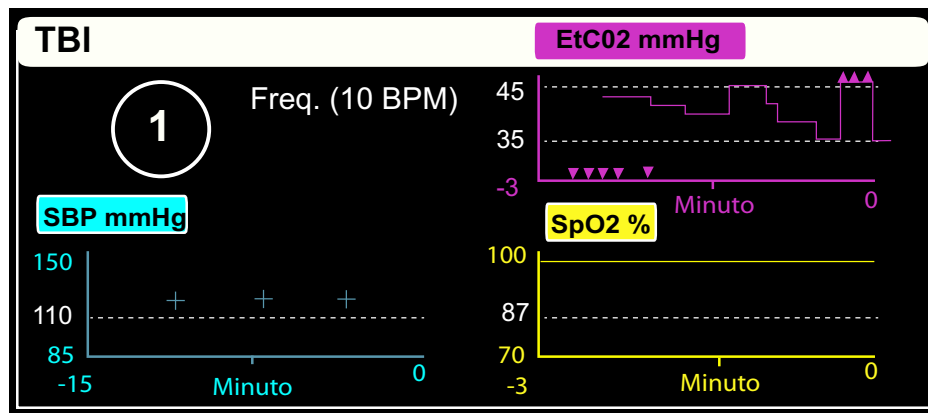 TBI
EtC02 mmHg
1
Freq. (10 BPM)
45
35
-3
Minuto
0
SBP mmHg
150
110
85
-15
Minuto
0
SpO2 %
100
87
70
-3
Minuto
0